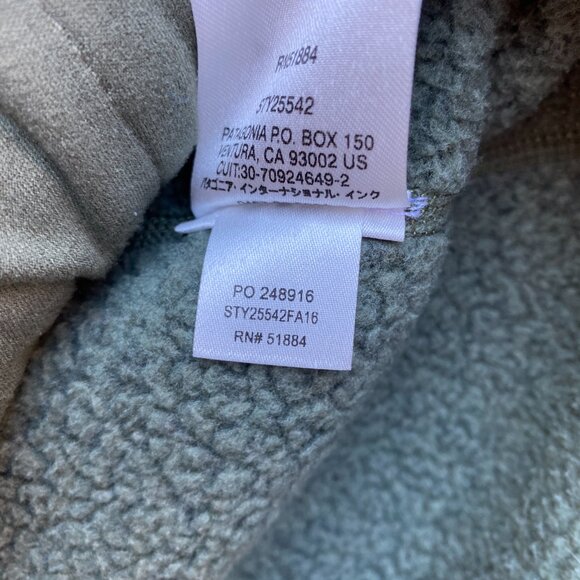 RN51884
STY25542
PATAGONIA P.O. BOX 150
VENTURA, CA 93002 US
CUIT:30-70924649-2
パタゴニア・インターナショナル・インク
PO 248916
STY25542FA16
RN# 51884